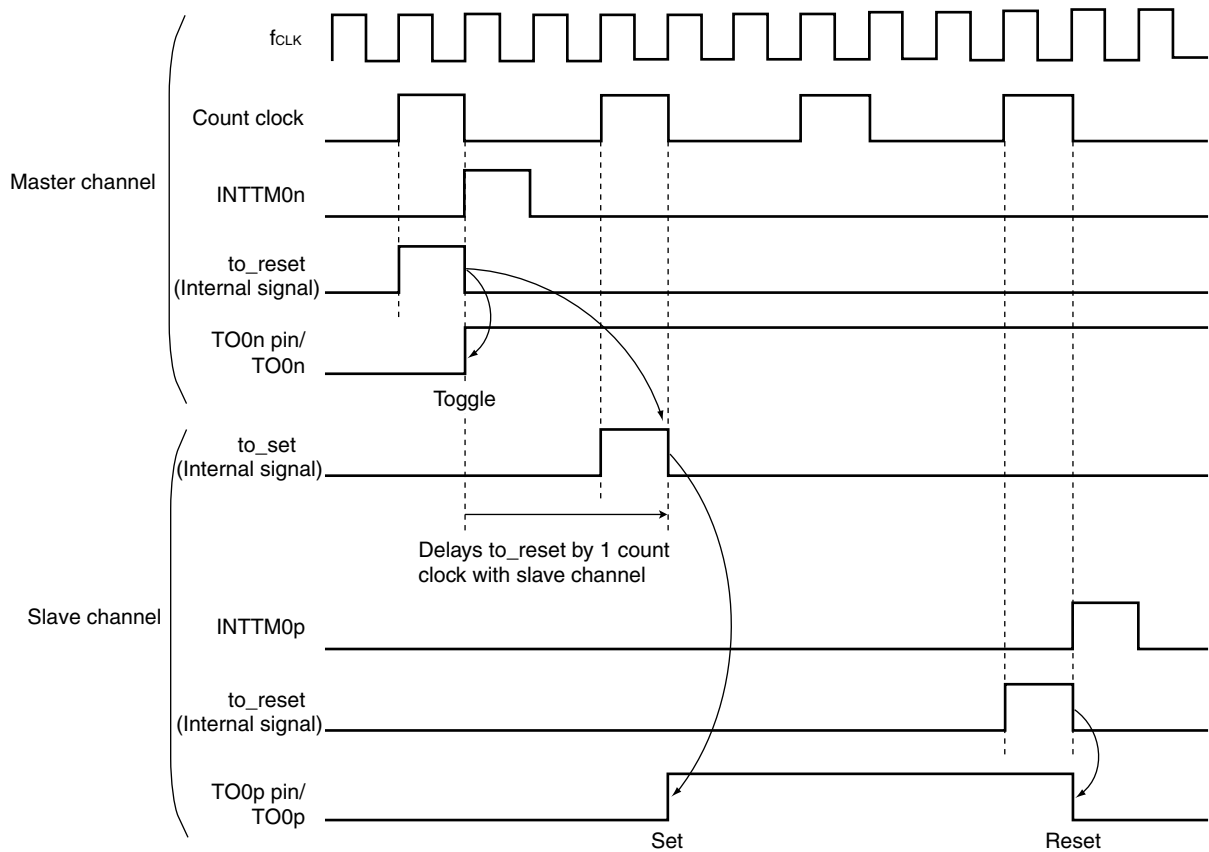 fCLK
Count clock
Master channel
INTTM0n
to_reset
(Internal signal)
TO0n pin/
TO0n
Toggle
to_set
(Internal signal)
Delays to_reset by 1 count
clock with slave channel
Slave channel
INTTM0p
to_reset
(Internal signal)
TO0p pin/
TO0p
Set
Reset